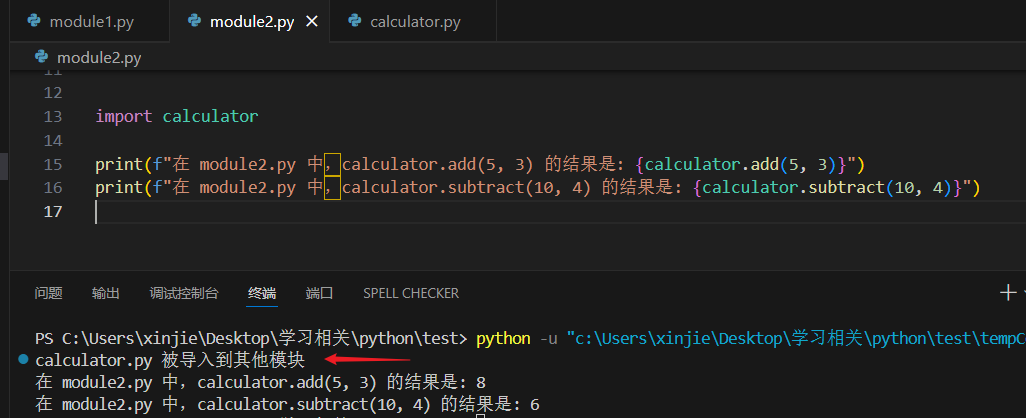 module1.py module2.py calculator.py
module2.py
11
12
13 import calculator
14
15 print(f"在 module2.py 中，calculator.add(5, 3) 的结果是: {calculator.add(5, 3)}")
16 print(f"在 module2.py 中，calculator.subtract(10, 4) 的结果是: {calculator.subtract(10, 4)}")
17
问题 输出 调试控制台 终端 端口 SPELL CHECKER
PS C:\Users\xinjie\Desktop\学习相关\python\test> python -u "c:\Users\xinjie\Desktop\学习相关\python\test\tempC
calculator.py 被导入到其他模块
在 module2.py 中，calculator.add(5, 3) 的结果是: 8
在 module2.py 中，calculator.subtract(10, 4) 的结果是: 6